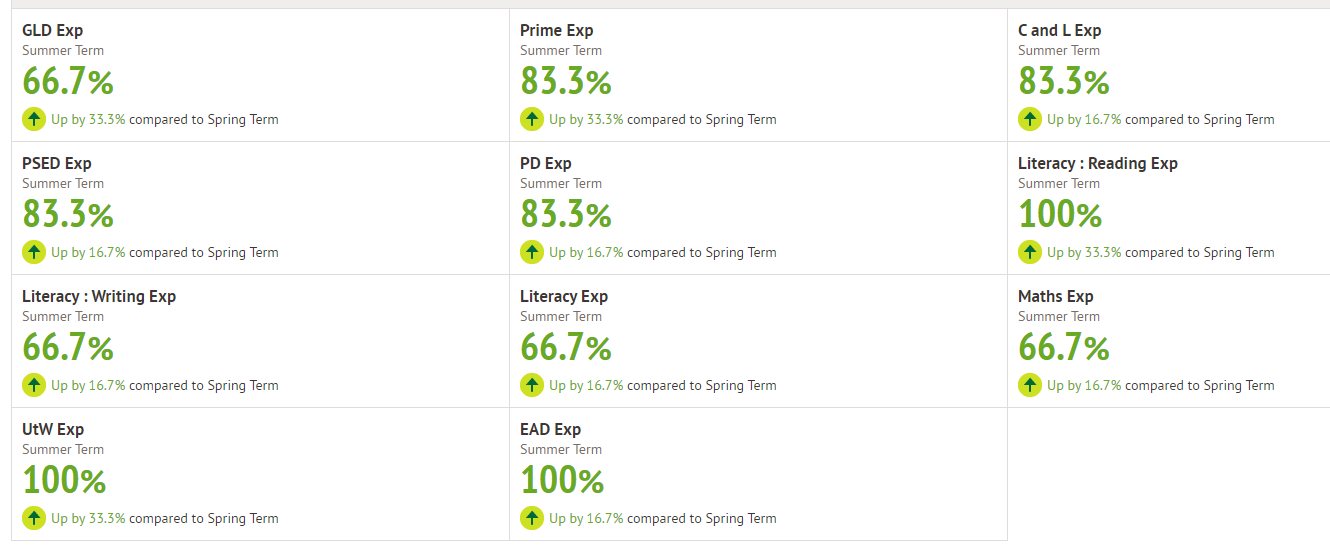 GLD Exp
Summer Term
66.7%
Up by 33.3% compared to Spring Term
Prime Exp
Summer Term
83.3%
Up by 33.3% compared to Spring Term
C and L Exp
Summer Term
83.3%
Up by 16.7% compared to Spring Term
PSED Exp
Summer Term
83.3%
Up by 16.7% compared to Spring Term
PD Exp
Summer Term
83.3%
Up by 16.7% compared to Spring Term
Literacy : Reading Exp
Summer Term
100%
Up by 33.3% compared to Spring Term
Literacy : Writing Exp
Summer Term
66.7%
Up by 16.7% compared to Spring Term
Literacy Exp
Summer Term
66.7%
Up by 16.7% compared to Spring Term
Maths Exp
Summer Term
66.7%
Up by 16.7% compared to Spring Term
UtW Exp
Summer Term
100%
Up by 33.3% compared to Spring Term
EAD Exp
Summer Term
100%
Up by 16.7% compared to Spring Term